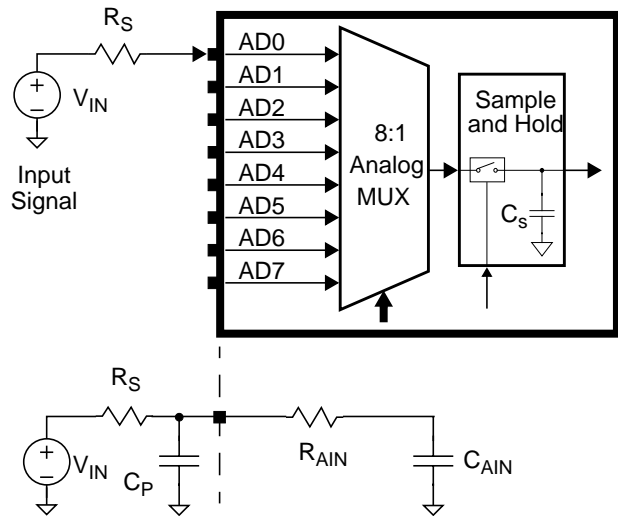 R_S
V_IN
Input
Signal
AD0
AD1
AD2
AD3
AD4
AD5
AD6
AD7
8:1
Analog
MUX
Sample
and Hold
C_s
R_S
V_IN
C_P
R_AIN
C_AIN